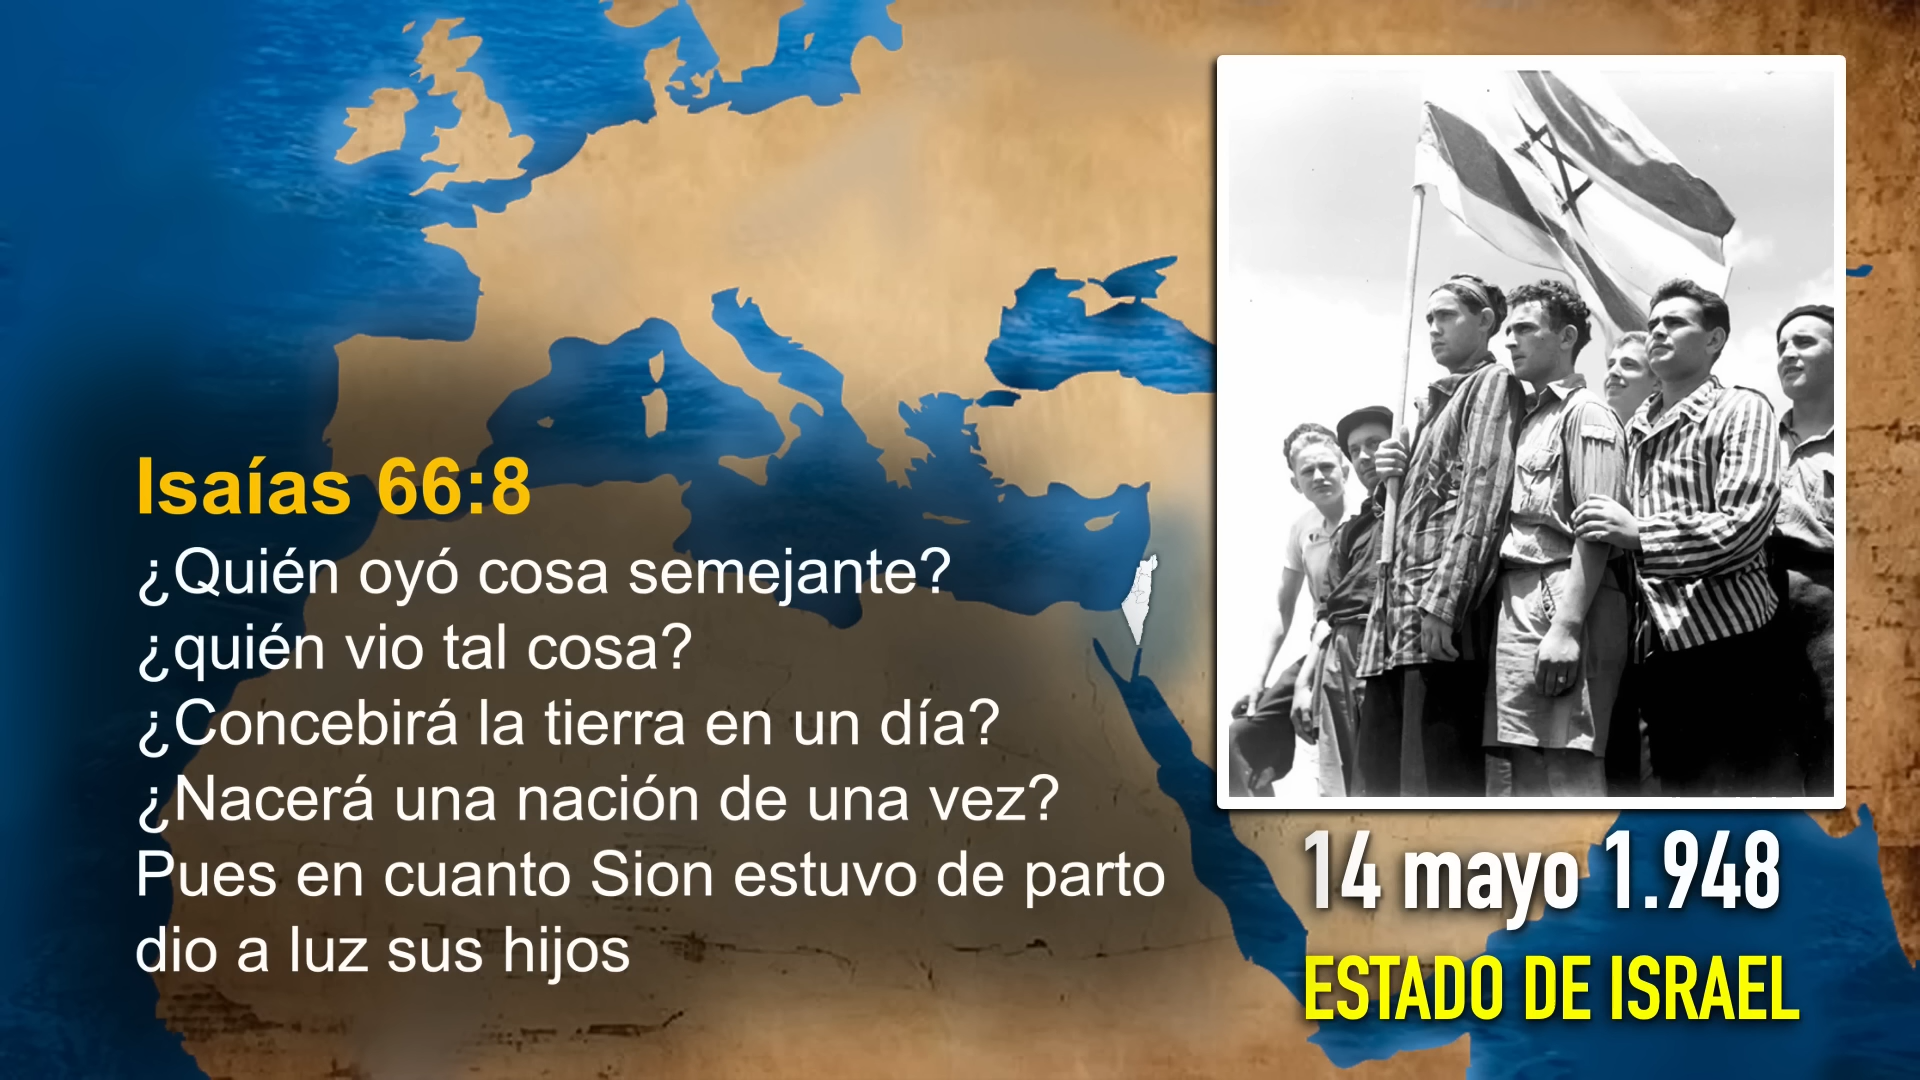 Isaías 66:8
¿Quién oyó cosa semejante?
¿quién vio tal cosa?
¿Concebirá la tierra en un día?
¿Nacerá una nación de una vez?
Pues en cuanto Sion estuvo de parto
dio a luz sus hijos
14 mayo 1.948
ESTADO DE ISRAEL